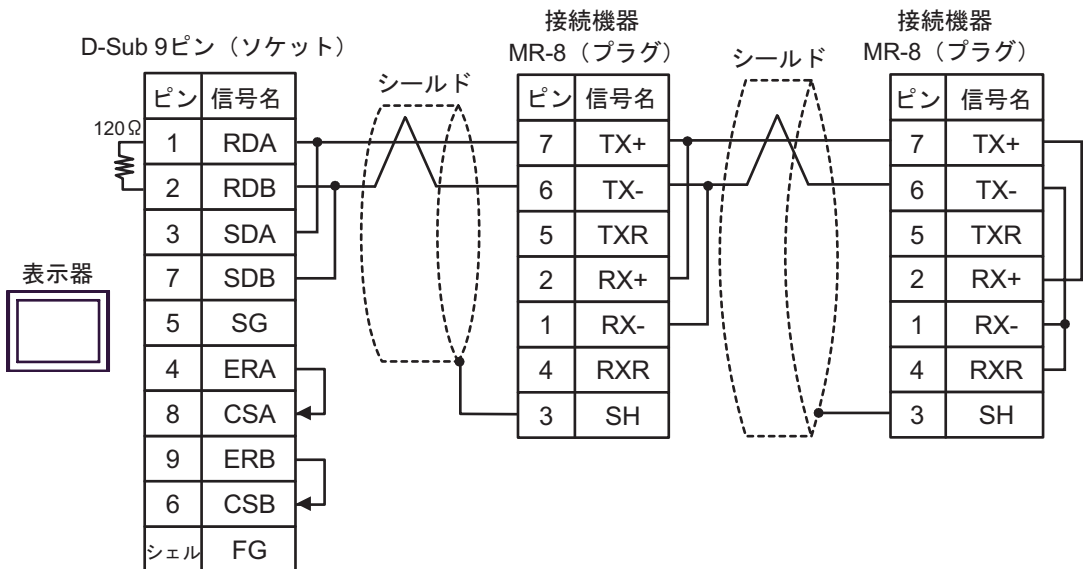 D-Sub 9ピン（ソケット）
ピン 信号名
120Ω
1 RDA
2 RDB
3 SDA
7 SDB
5 SG
4 ERA
8 CSA
9 ERB
6 CSB
シェル FG
表示器
シールド
接続機器
MR-8（プラグ）
ピン 信号名
7 TX+
6 TX-
5 TXR
2 RX+
1 RX-
4 RXR
3 SH
シールド
接続機器
MR-8（プラグ）
ピン 信号名
7 TX+
6 TX-
5 TXR
2 RX+
1 RX-
4 RXR
3 SH